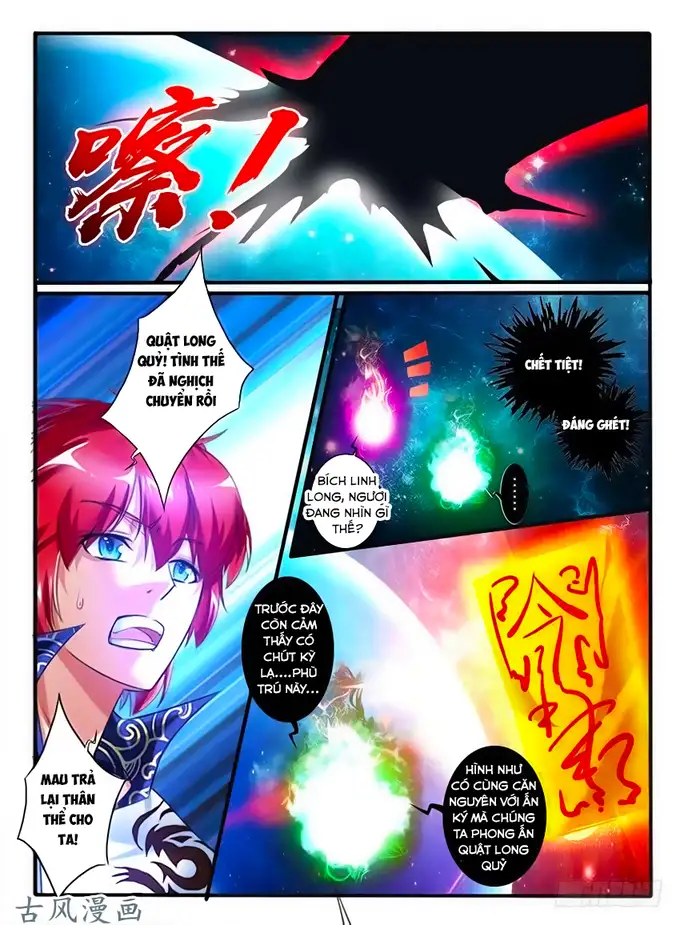 嚓!
QUẬT LONG
QUỶ! TÌNH THẾ
ĐÃ NGHỊCH
CHUYỂN RỒI
CHẾT TIỆT!
ĐÁNG GHÉT!
BÍCH LINH
LONG, NGƯƠI
ĐANG NHÌN GÌ
THẾ?
......
TRƯỚC ĐÂY
CÒN CẢM
THẤY CÓ
CHÚT KỲ
LẠ....PHÙ
TRÚ NÀY...
MAU TRẢ
LẠI THÂN
THỂ CHO
TA!
HÌNH NHƯ
CÓ CÙNG CĂN
NGUYÊN VỚI ẤN
KÝ MÀ CHÚNG
TA PHONG ẤN
QUẬT LONG
QUỶ
古风漫画